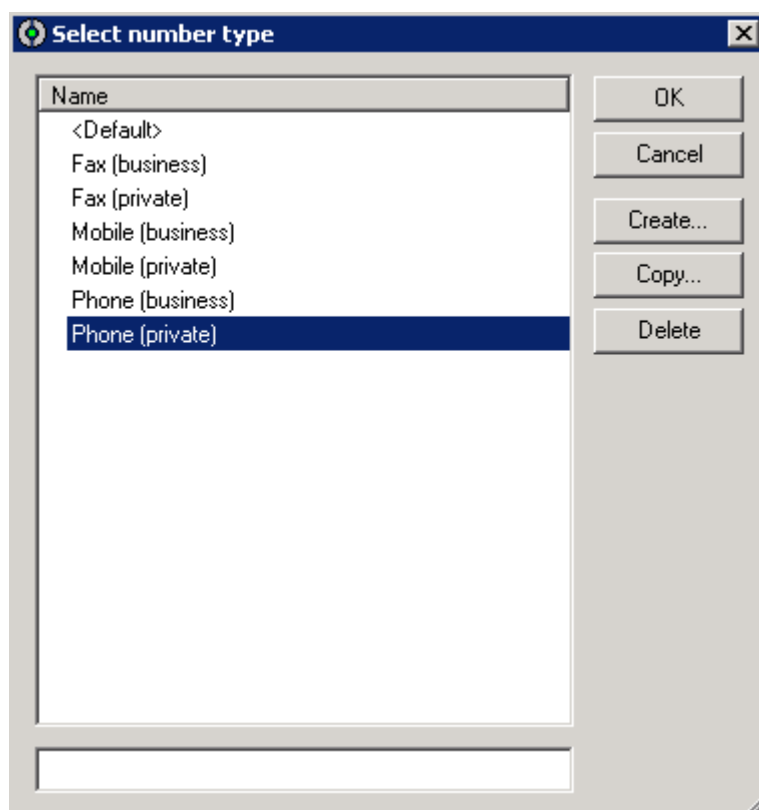 Select number type
Name
<Default>
Fax (business)
Fax (private)
Mobile (business)
Mobile (private)
Phone (business)
Phone (private)
OK
Cancel
Create...
Copy...
Delete